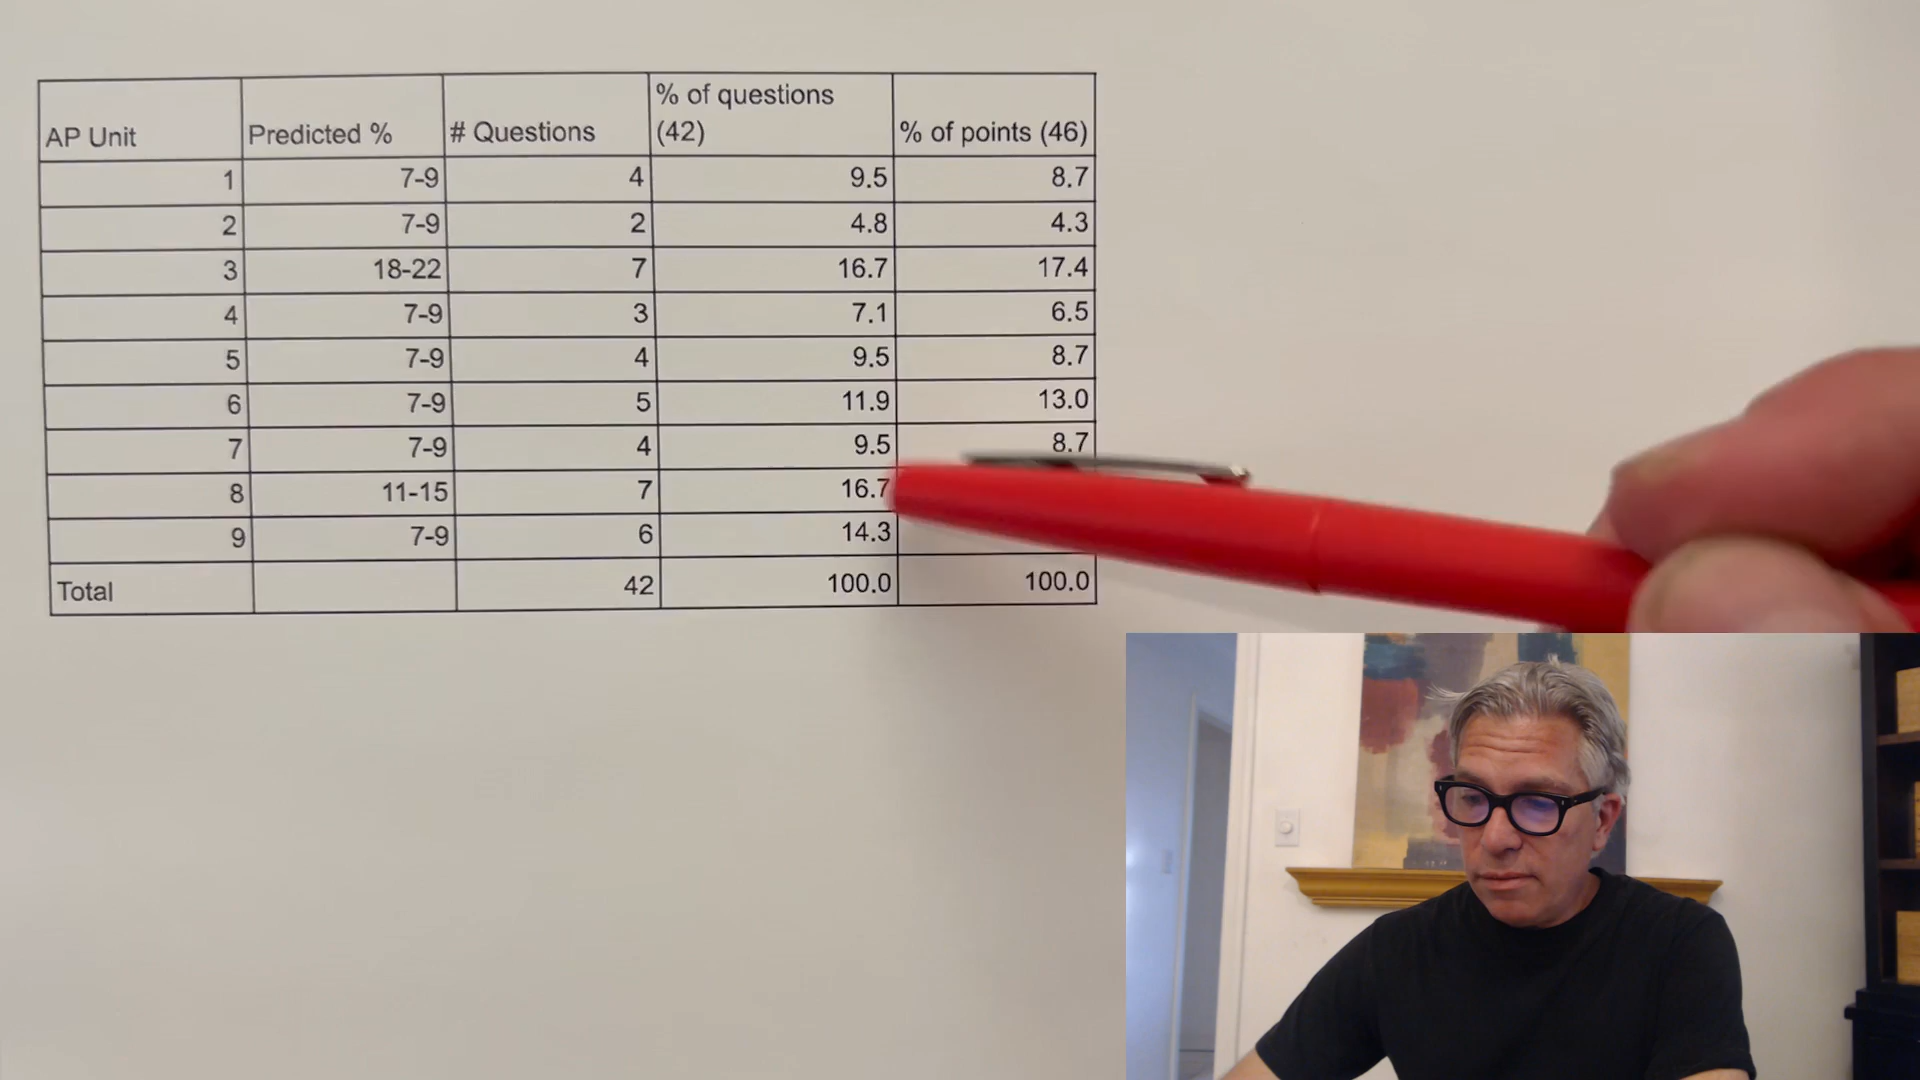 AP Unit Predicted % # Questions % of questions (42) % of points (46)
1 7-9 4 9.5 8.7
2 7-9 2 4.8 4.3
3 18-22 7 16.7 17.4
4 7-9 3 7.1 6.5
5 7-9 4 9.5 8.7
6 7-9 5 11.9 13.0
7 7-9 4 9.5 8.7
8 11-15 7 16.7
9 7-9 6 14.3
Total 42 100.0 100.0